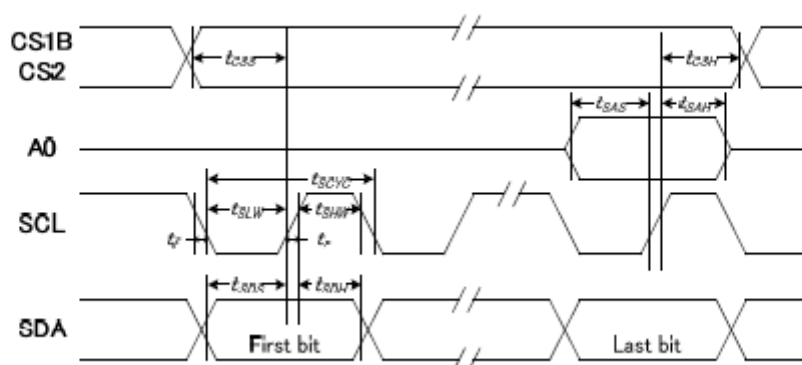 CS1B
CS2
tCSS
tCSH
tSAS
tSAH
A0
tSCYC
SCL
tSLW
tSHW
tF
tr
tSDS
tSDH
SDA
First bit
Last bit